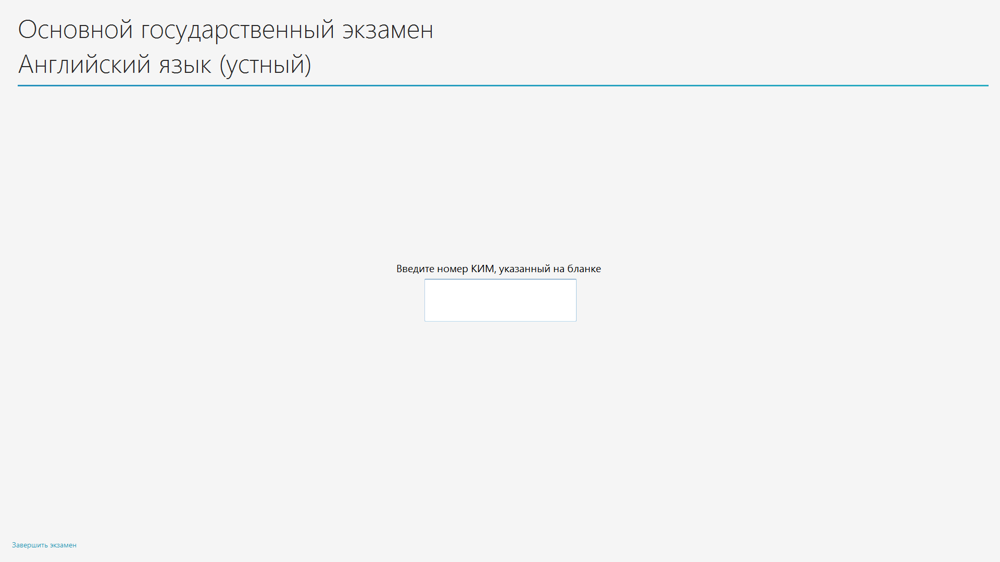 Основной государственный экзамен
Английский язык (устный)
Введите номер КИМ, указанный на бланке
Завершить экзамен